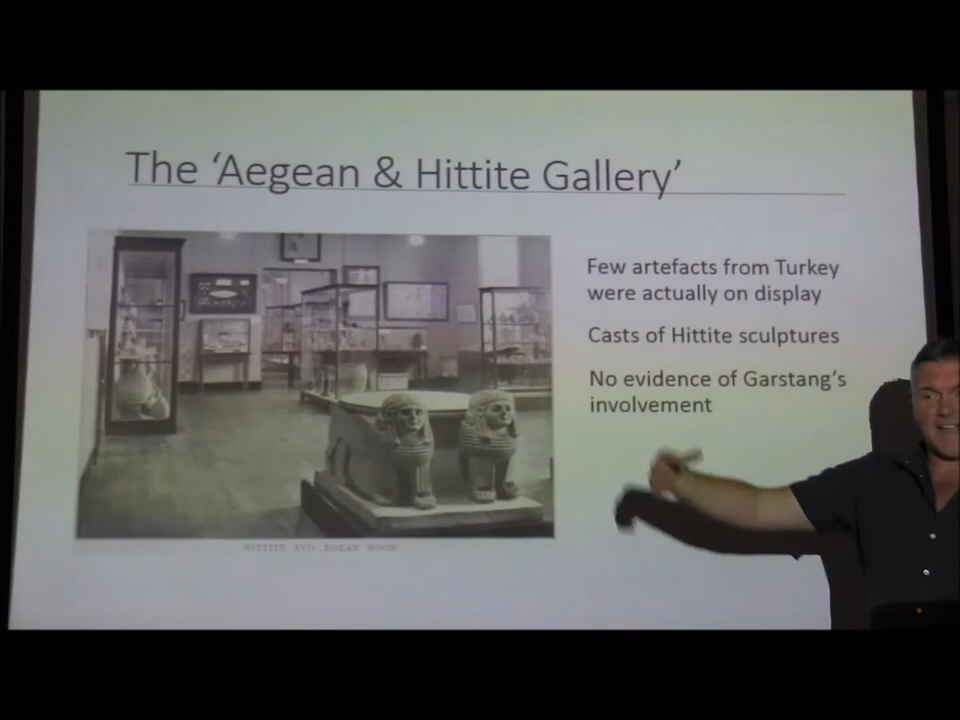 The ‘Aegean & Hittite Gallery’
Few artefacts from Turkey
were actually on display
Casts of Hittite sculptures
No evidence of Garstang’s
involvement
HITTITE AND ÆGEAN ROOM